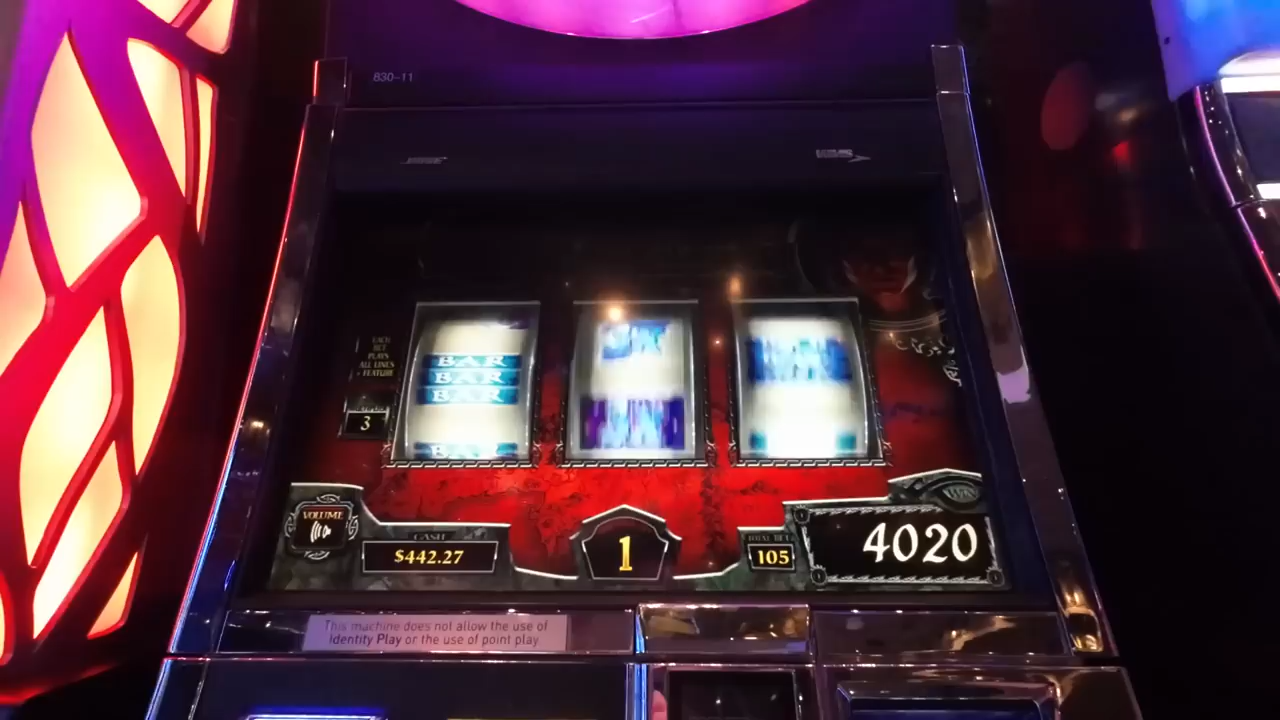 830-11
BOSE
EACH
BET
PLAYS
ALL LINES
+ FEATURE
3
BAR
BAR
BAR
BAR
VOLUME
CASH
$442.27
1
TOTAL BET
105
WIN
4020
This machine does not allow the use of
Identity Play or the use of point play